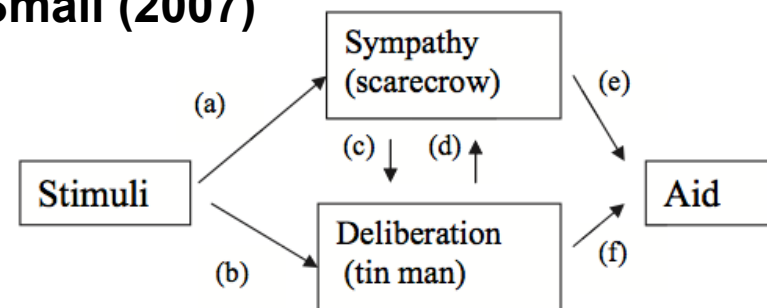 Small (2007)
Sympathy
(scarecrow)
(a)
(e)
(c)
(d)
Stimuli
Aid
Deliberation
(tin man)
(b)
(f)